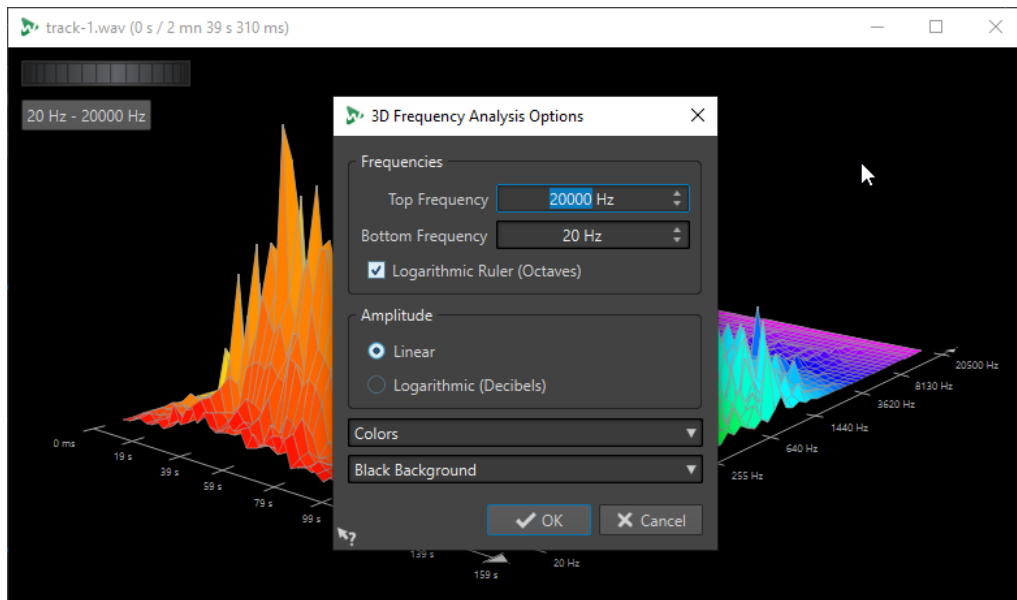 track-1.wav (0 s / 2 mn 39 s 310 ms)
20 Hz - 20000 Hz
3D Frequency Analysis Options
Frequencies
Top Frequency 20000 Hz
Bottom Frequency 20 Hz
Logarithmic Ruler (Octaves)
Amplitude
Linear
Logarithmic (Decibels)
Colors
Black Background
OK Cancel
?
0 ms
19 s
39 s
59 s
79 s
99 s
139 s
159 s
20 Hz
255 Hz
640 Hz
1440 Hz
3620 Hz
8130 Hz
20500 Hz